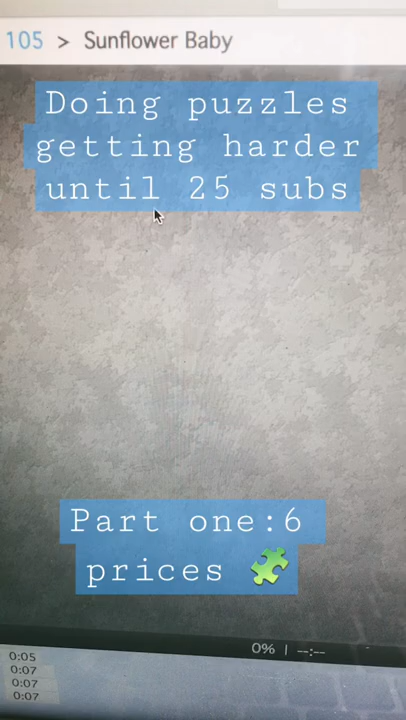 105 > Sunflower Baby
Doing puzzles
getting harder
until 25 subs
Part one:6
prices 🧩
0% | --:--
0:05
0:07
0:07
0:07